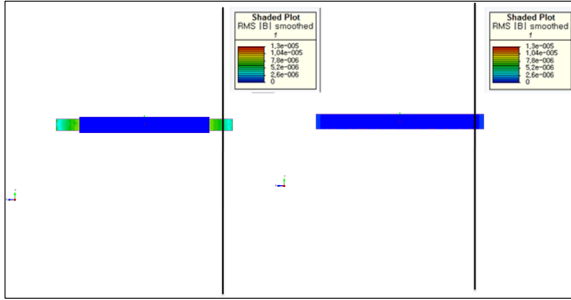 Shaded Plot
RMS |B| smoothed
f
1,3e-005
1,04e-005
7,8e-006
5,2e-006
2,6e-006
0
Shaded Plot
RMS |B| smoothed
f
1,3e-005
1,04e-005
7,8e-006
5,2e-006
2,6e-006
0